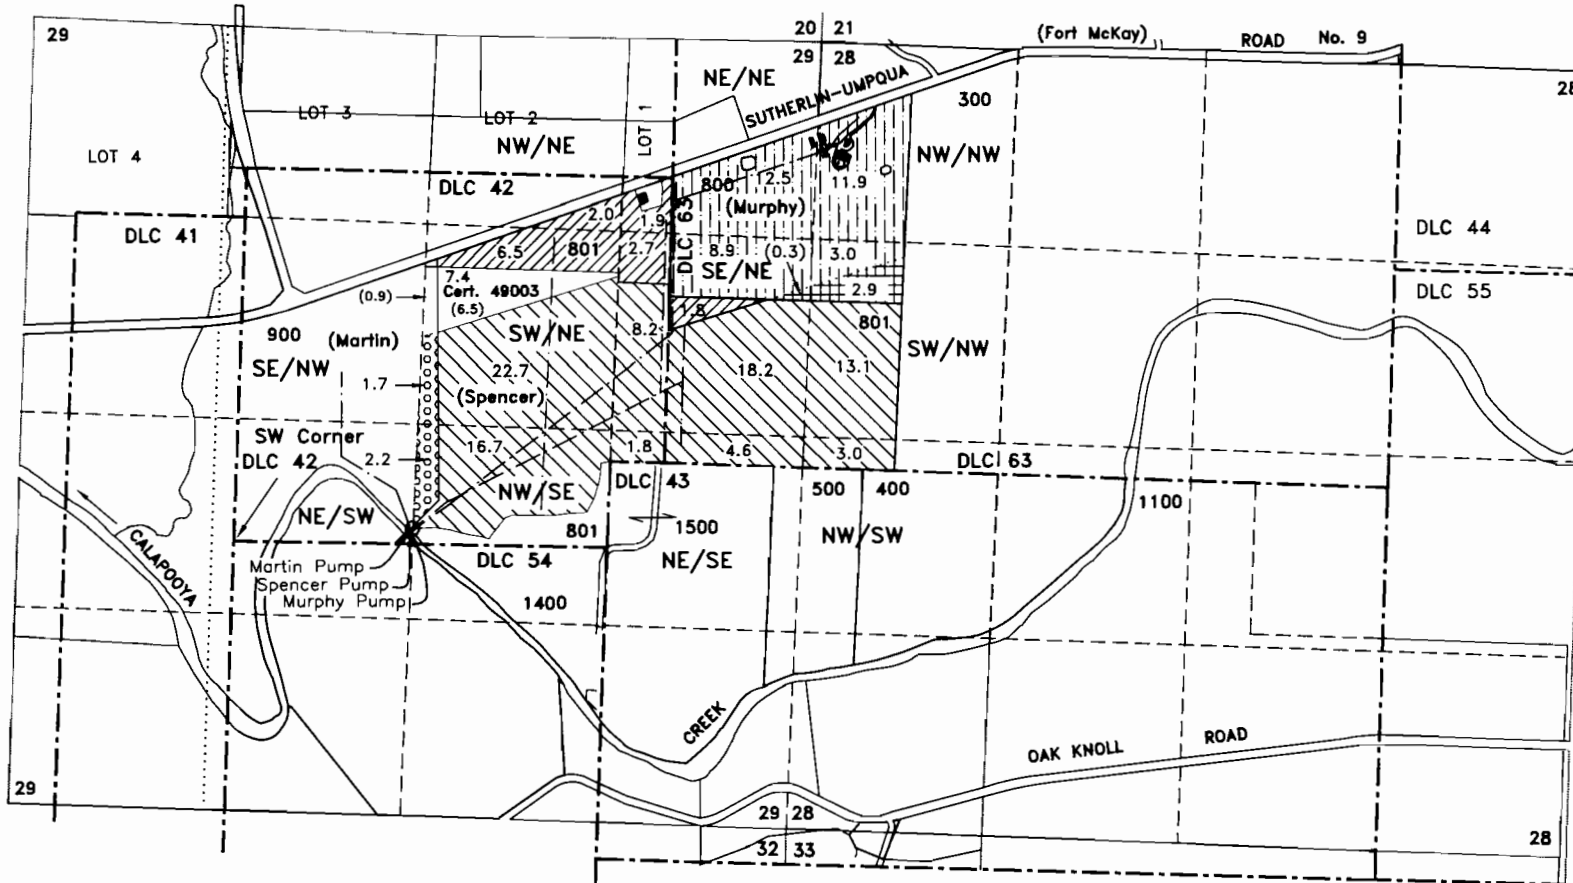 29
20 21
29 28
(Fort McKay)
ROAD No. 9
28
NE/NE
SUTHERLIN-UMPQUA
300
LOT 3
LOT 2
LOT 1
NW/NE
LOT 4
NW/NW
DLC 42
800
12.5
11.9
(Murphy)
DLC 63
2.0
1.9
DLC 41
DLC 44
6.5
801
2.7
8.9
(0.3)
3.0
SE/NE
7.4
Cert. 49003
(6.5)
(0.9)
2.9
DLC 55
1.8
801
900
(Martin)
SW/NE
8.2
SW/NW
SE/NW
22.7
18.2
13.1
1.7
(Spencer)
SW Corner
DLC 42
16.7
1.8
4.6
3.0
2.2
DLC 63
NW/SE
DLC 43
500
400
1100
NE/SW
801
1500
NW/SW
CALAPOOYA
DLC 54
NE/SE
Martin Pump
Spencer Pump
Murphy Pump
1400
CREEK
OAK KNOLL ROAD
29
29 28
32 33
28